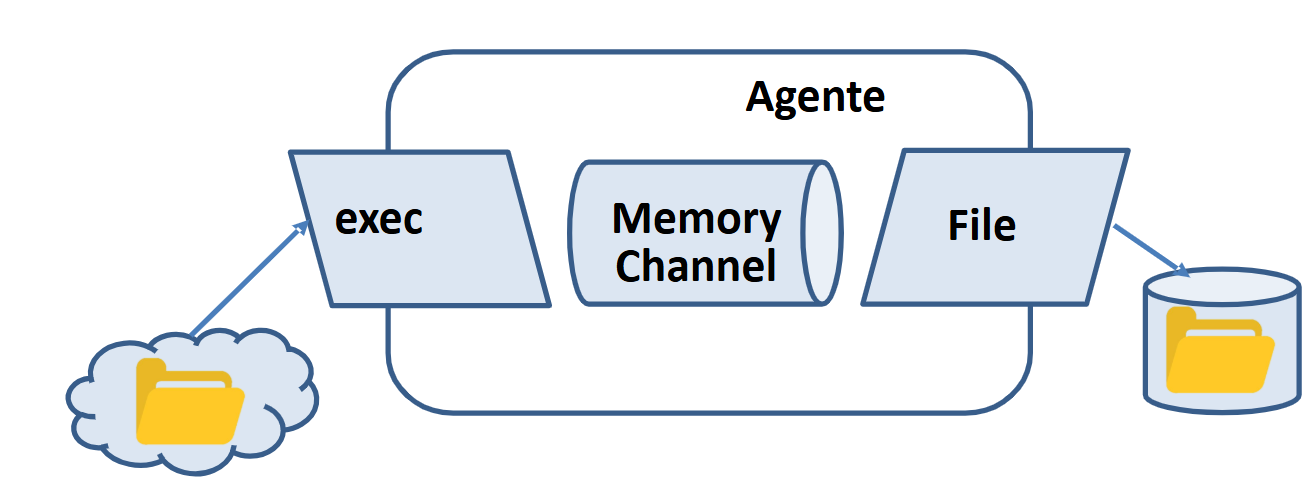 Agente
exec
Memory
Channel
File